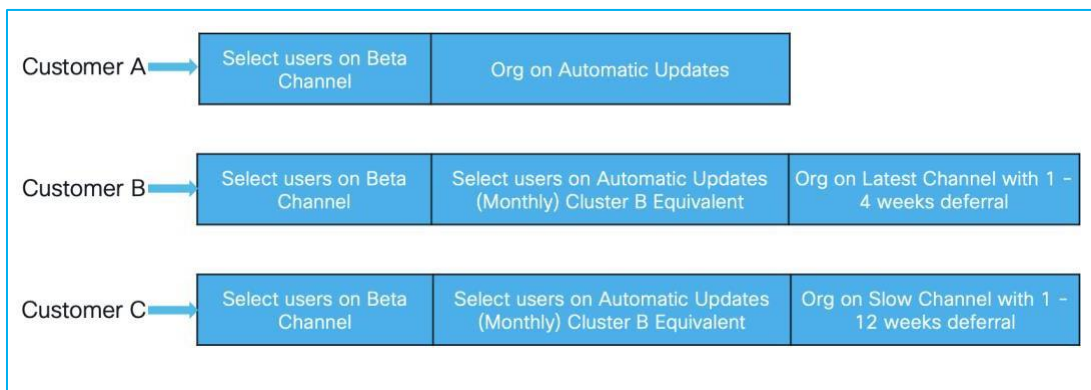 Customer A
Select users on Beta
Channel
Org on Automatic Updates
Customer B
Select users on Beta
Channel
Select users on Automatic Updates
(Monthly) Cluster B Equivalent
Org on Latest Channel with 1 –
4 weeks deferral
Customer C
Select users on Beta
Channel
Select users on Automatic Updates
(Monthly) Cluster B Equivalent
Org on Slow Channel with 1 –
12 weeks deferral